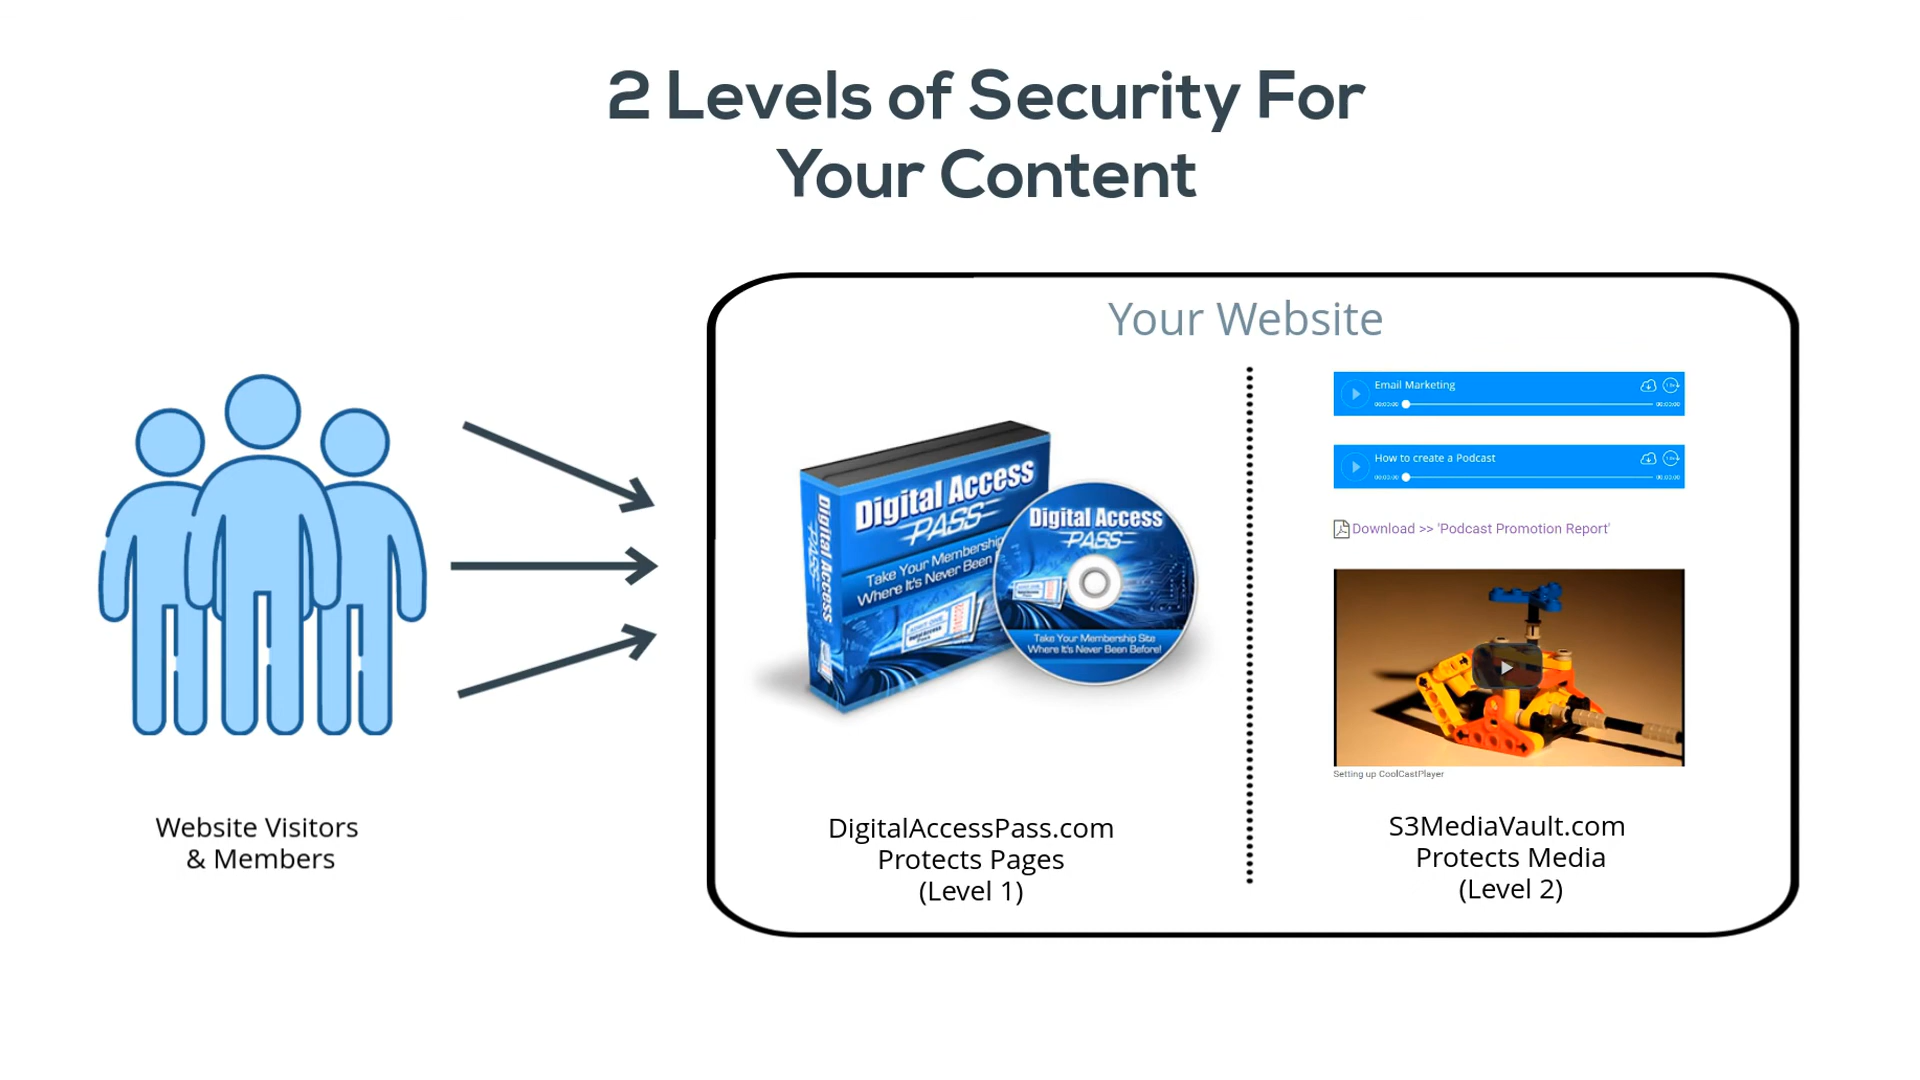 2 Levels of Security For
Your Content
Your Website
Website Visitors
& Members
Digital Access
PASS
Take Your Membership
Where It's Never Been
Digital Access
PASS
Digital Access
PASS
Take Your Membership Site
Where It's Never Been Before!
DigitalAccessPass.com
Protects Pages
(Level 1)
Email Marketing
How to create a Podcast
Download >> 'Podcast Promotion Report'
Setting up CoolCastPlayer
S3MediaVault.com
Protects Media
(Level 2)